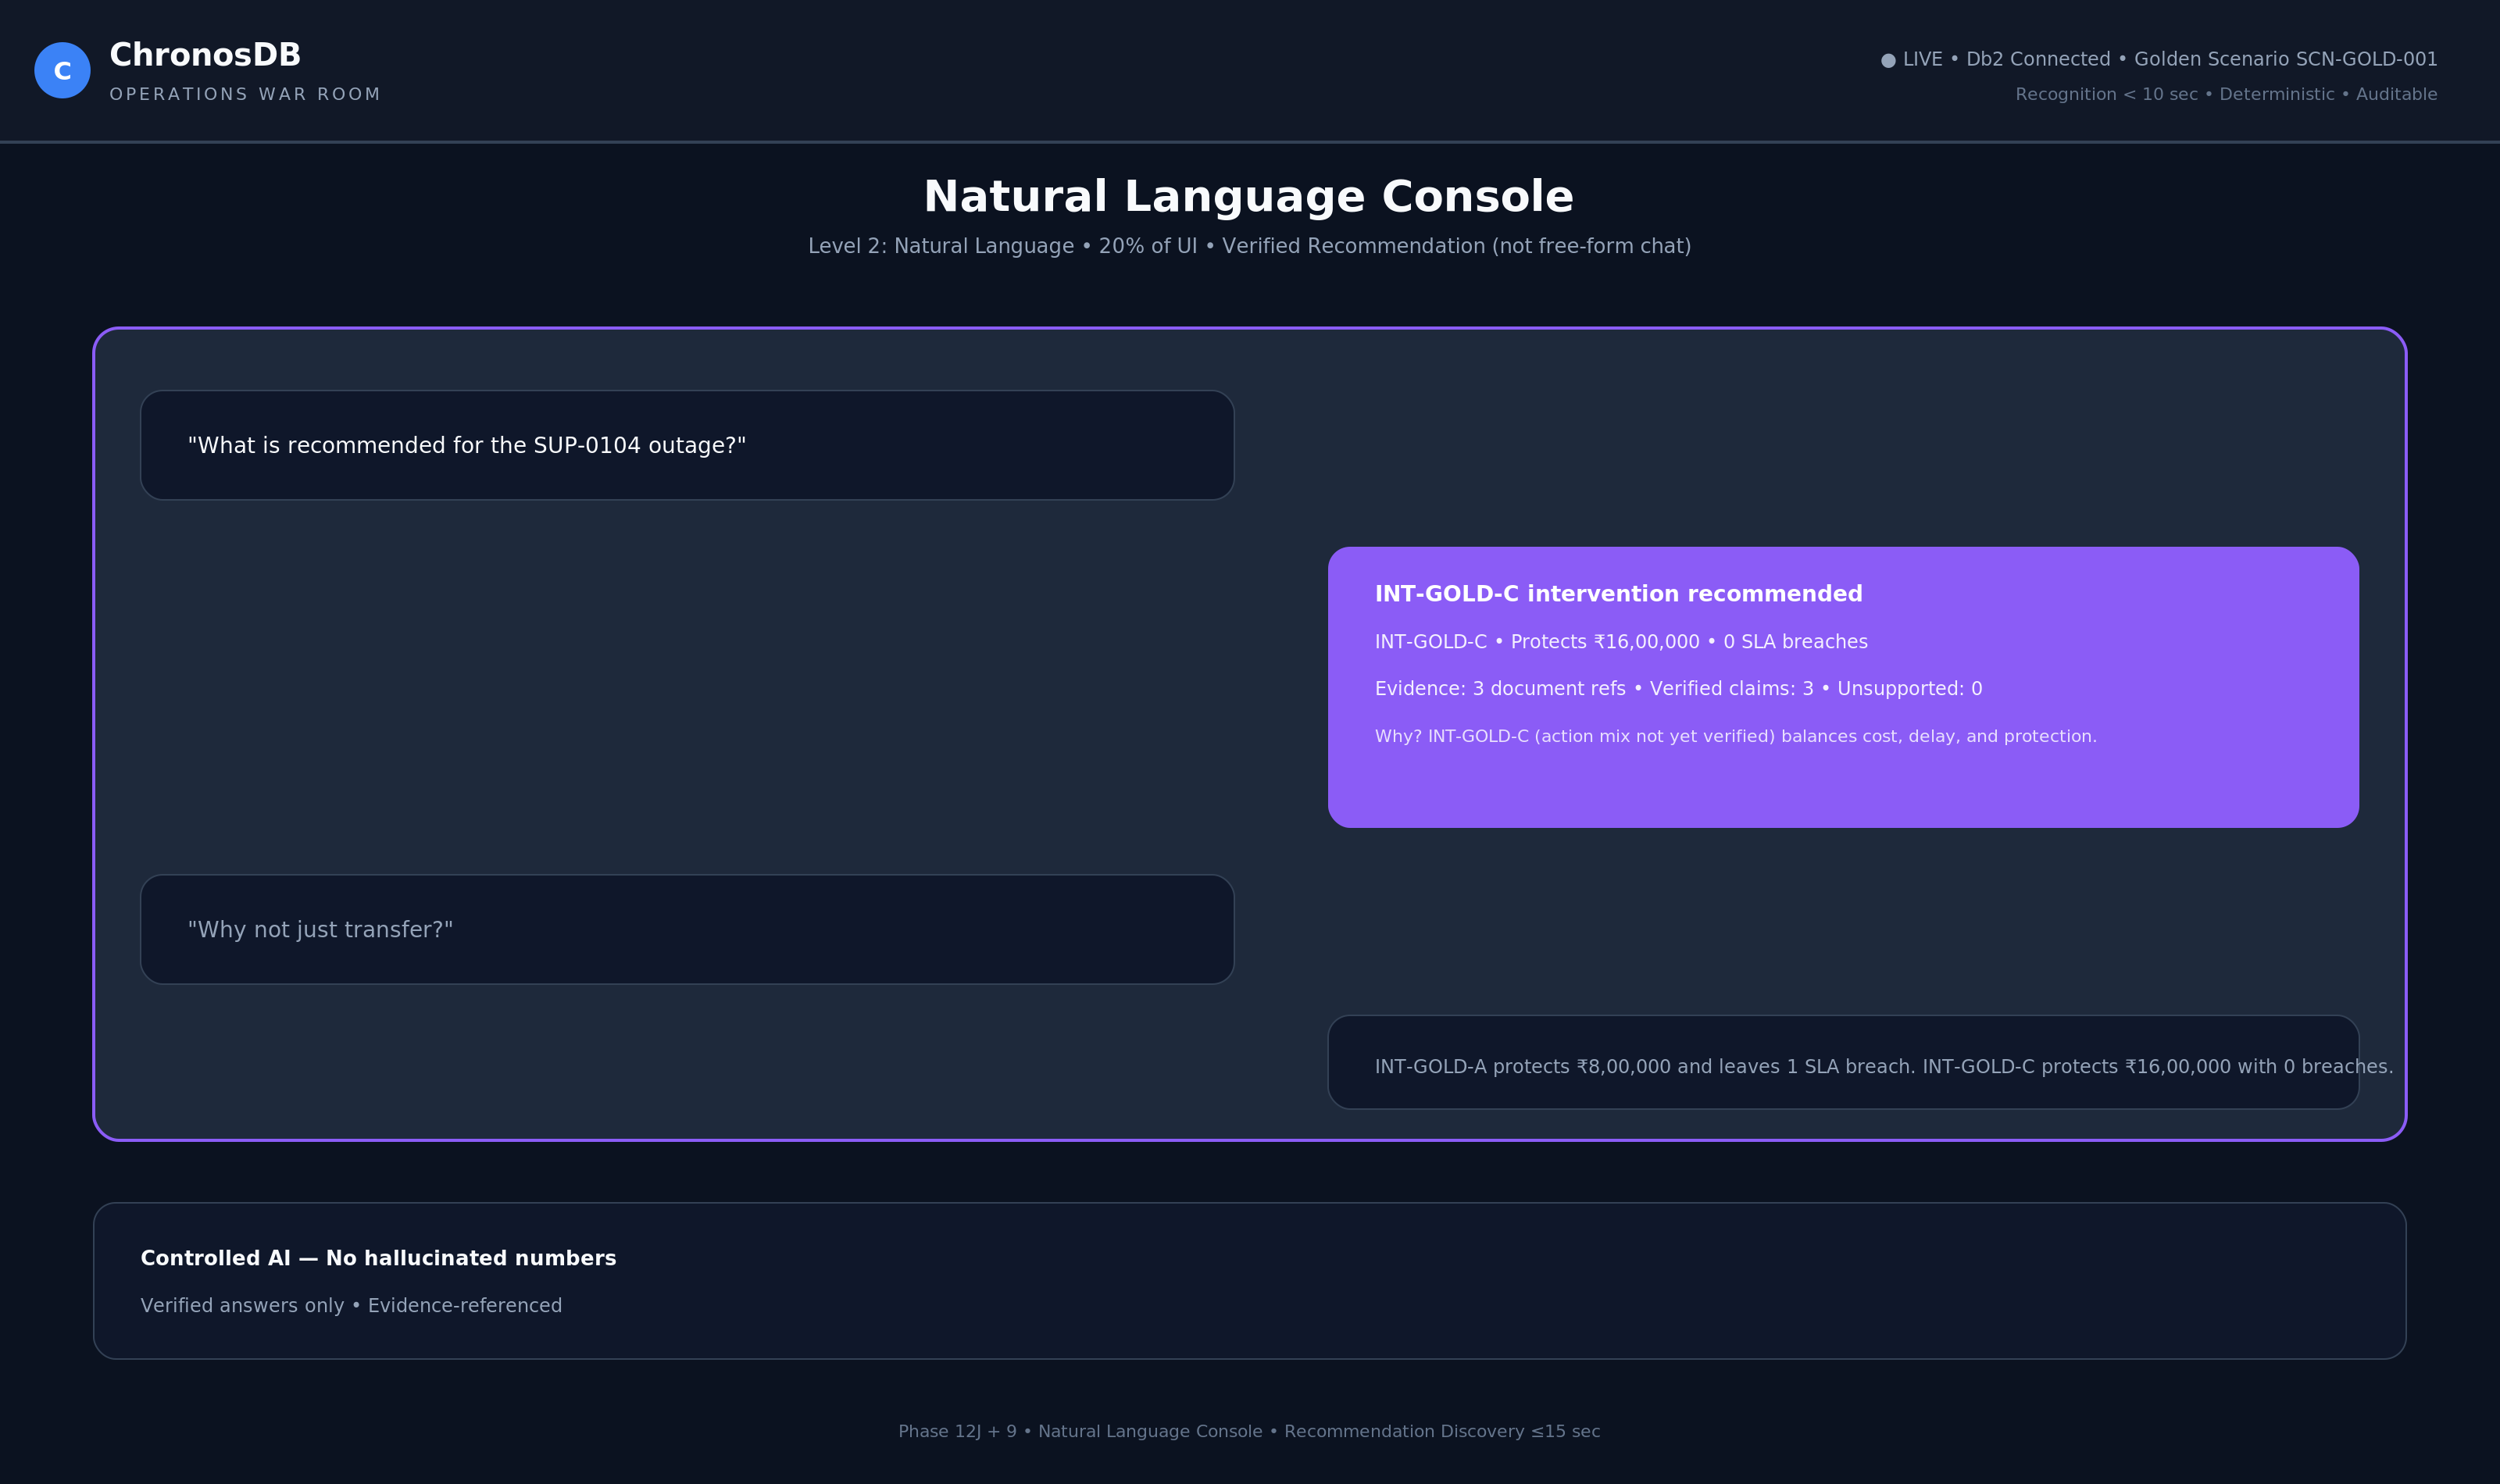 C
ChronosDB
OPERATIONS WAR ROOM
● LIVE • Db2 Connected • Golden Scenario SCN-GOLD-001
Recognition < 10 sec • Deterministic • Auditable
Natural Language Console
Level 2: Natural Language • 20% of UI • Verified Recommendation (not free-form chat)
"What is recommended for the SUP-0104 outage?"
INT-GOLD-C intervention recommended
INT-GOLD-C • Protects ₹16,00,000 • 0 SLA breaches
Evidence: 3 document refs • Verified claims: 3 • Unsupported: 0
Why? INT-GOLD-C (action mix not yet verified) balances cost, delay, and protection.
"Why not just transfer?"
INT-GOLD-A protects ₹8,00,000 and leaves 1 SLA breach. INT-GOLD-C protects ₹16,00,000 with 0 breaches.
Controlled AI — No hallucinated numbers
Verified answers only • Evidence-referenced
Phase 12J + 9 • Natural Language Console • Recommendation Discovery ≤15 sec